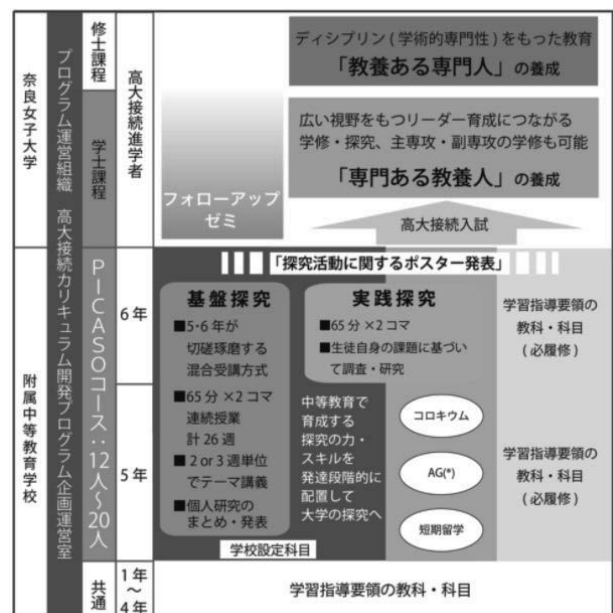 奈良女子大学
附属中等教育学校
プログラム運営組織 高大接続カリキュラム開発プログラム企画運営室
修士課程
学士課程
PICASOコース：12人～20人
共通
高大接続進学者
6年
5年
1年
～
4年
ディシプリン（学術的専門性）をもった教育
「教養ある専門人」の養成
広い視野をもつリーダー育成につながる
学修・探究、主専攻・副専攻の学修も可能
「専門ある教養人」の養成
フォローアップ
ゼミ
高大接続入試
「探究活動に関するポスター発表」
基盤探究
■5・6年が
切磋琢磨する
混合受講方式
■65分×2コマ
連続授業
計26週
■2 or 3週単位
でテーマ講義
■個人研究の
まとめ・発表
実践探究
■65分×2コマ
■生徒自身の課題に基づい
て調査・研究
中等教育で
育成する
探究の力・
スキルを
発達段階的に
配置して
大学の探究へ
コロキウム
AG(*)
短期留学
学習指導要領の
教科・科目
(必履修)
学習指導要領の
教科・科目
(必履修)
学校設定科目
学習指導要領の教科・科目